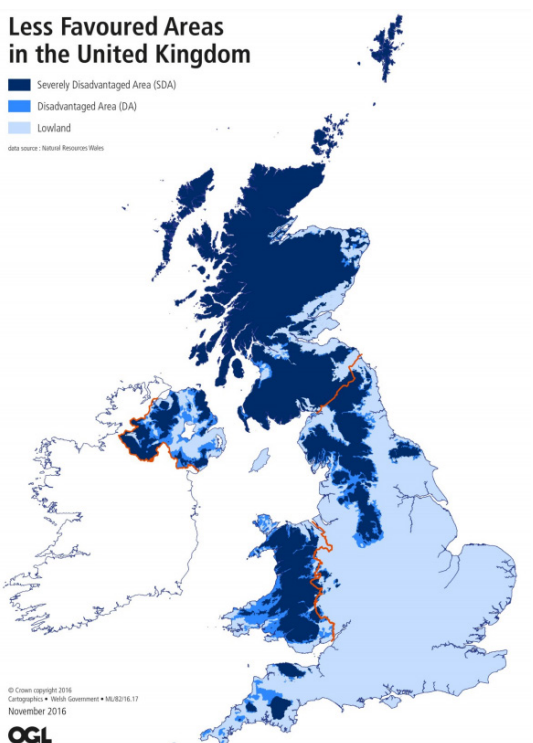 Less Favoured Areas
in the United Kingdom
Severely Disadvantaged Area (SDA)
Disadvantaged Area (DA)
Lowland
data source : Natural Resources Wales
© Crown copyright 2016
Cartographics • Welsh Government • ML/82/16.17
November 2016
OGL